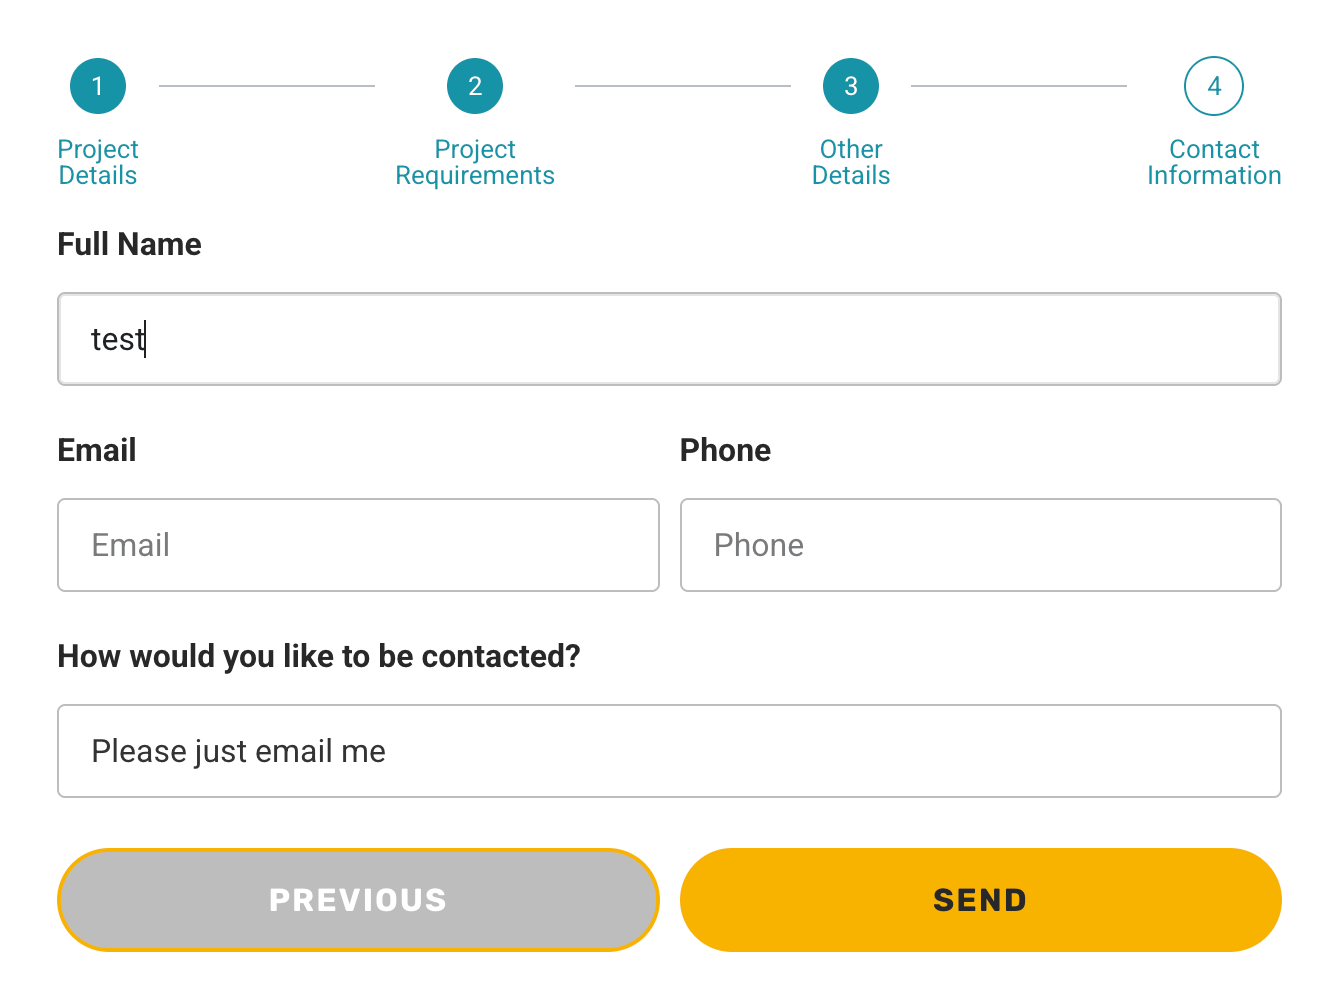 1
2
3
4
Project
Details
Project
Requirements
Other
Details
Contact
Information
Full Name
test
Email
Phone
Email
Phone
How would you like to be contacted?
Please just email me
PREVIOUS
SEND